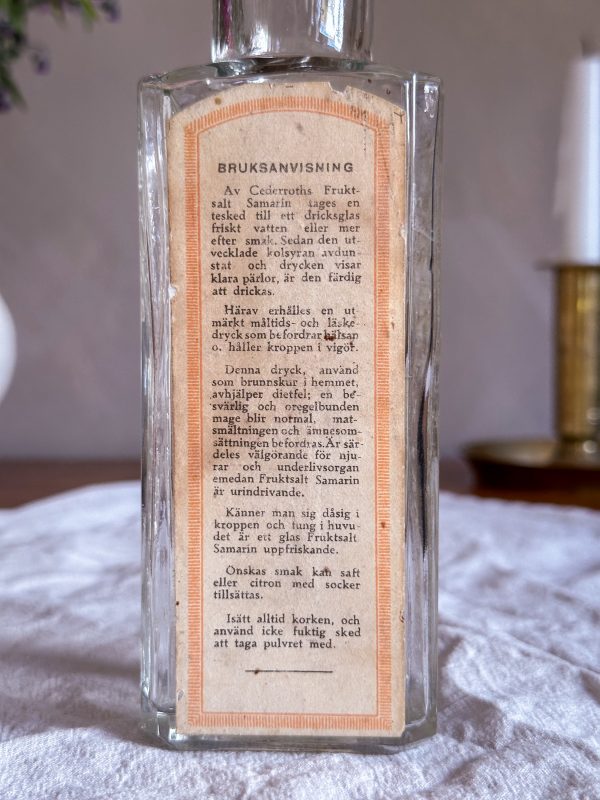 BRUKSANVISNING
Av Cederroths Frukt-
salt Samarin tages en
tesked till ett dricksglas
friskt vatten eller mer
efter smak. Sedan den ut-
vecklade kolsyran avdun-
stat och drycken visar
klara pärlor, är den färdig
att drickas.
Härav erhålles en ut
märkt måltids- och läske-
dryck som befordrar hälsan
o. håller kroppen i vigör.
Denna dryck, använd
som brunnskur i hemmet,
avhjälper dietfel; en be-
svärlig och oregelbunden
mage blir normal, mat-
smältningen och ämnesom-
sättningen befordras. Är sär-
deles välgörande för nju-
rar och underlivsorgan
emedan Fruktsalt Samarin
är urindrivande.
Känner man sig dåsig i
kroppen och tung i huvu-
det är ett glas Fruktsalt
Samarin uppfriskande.
Önskas smak kan saft
eller citron med socker
tillsättas.
Isätt alltid korken, och
använd icke fuktig sked
att taga pulvret med.